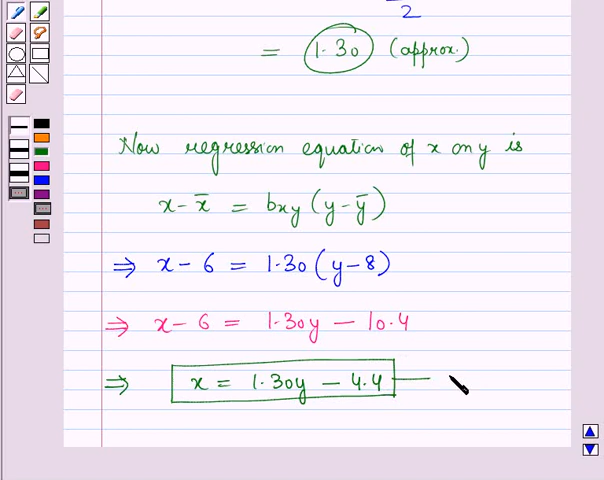 2
= 1.30 (approx.)
Now regression equation of x on y is
x - x̄ = bxy (y - ȳ)
⇒ x - 6 = 1.30 (y - 8)
⇒ x - 6 = 1.30y - 10.4
⇒ x = 1.30y - 4.4